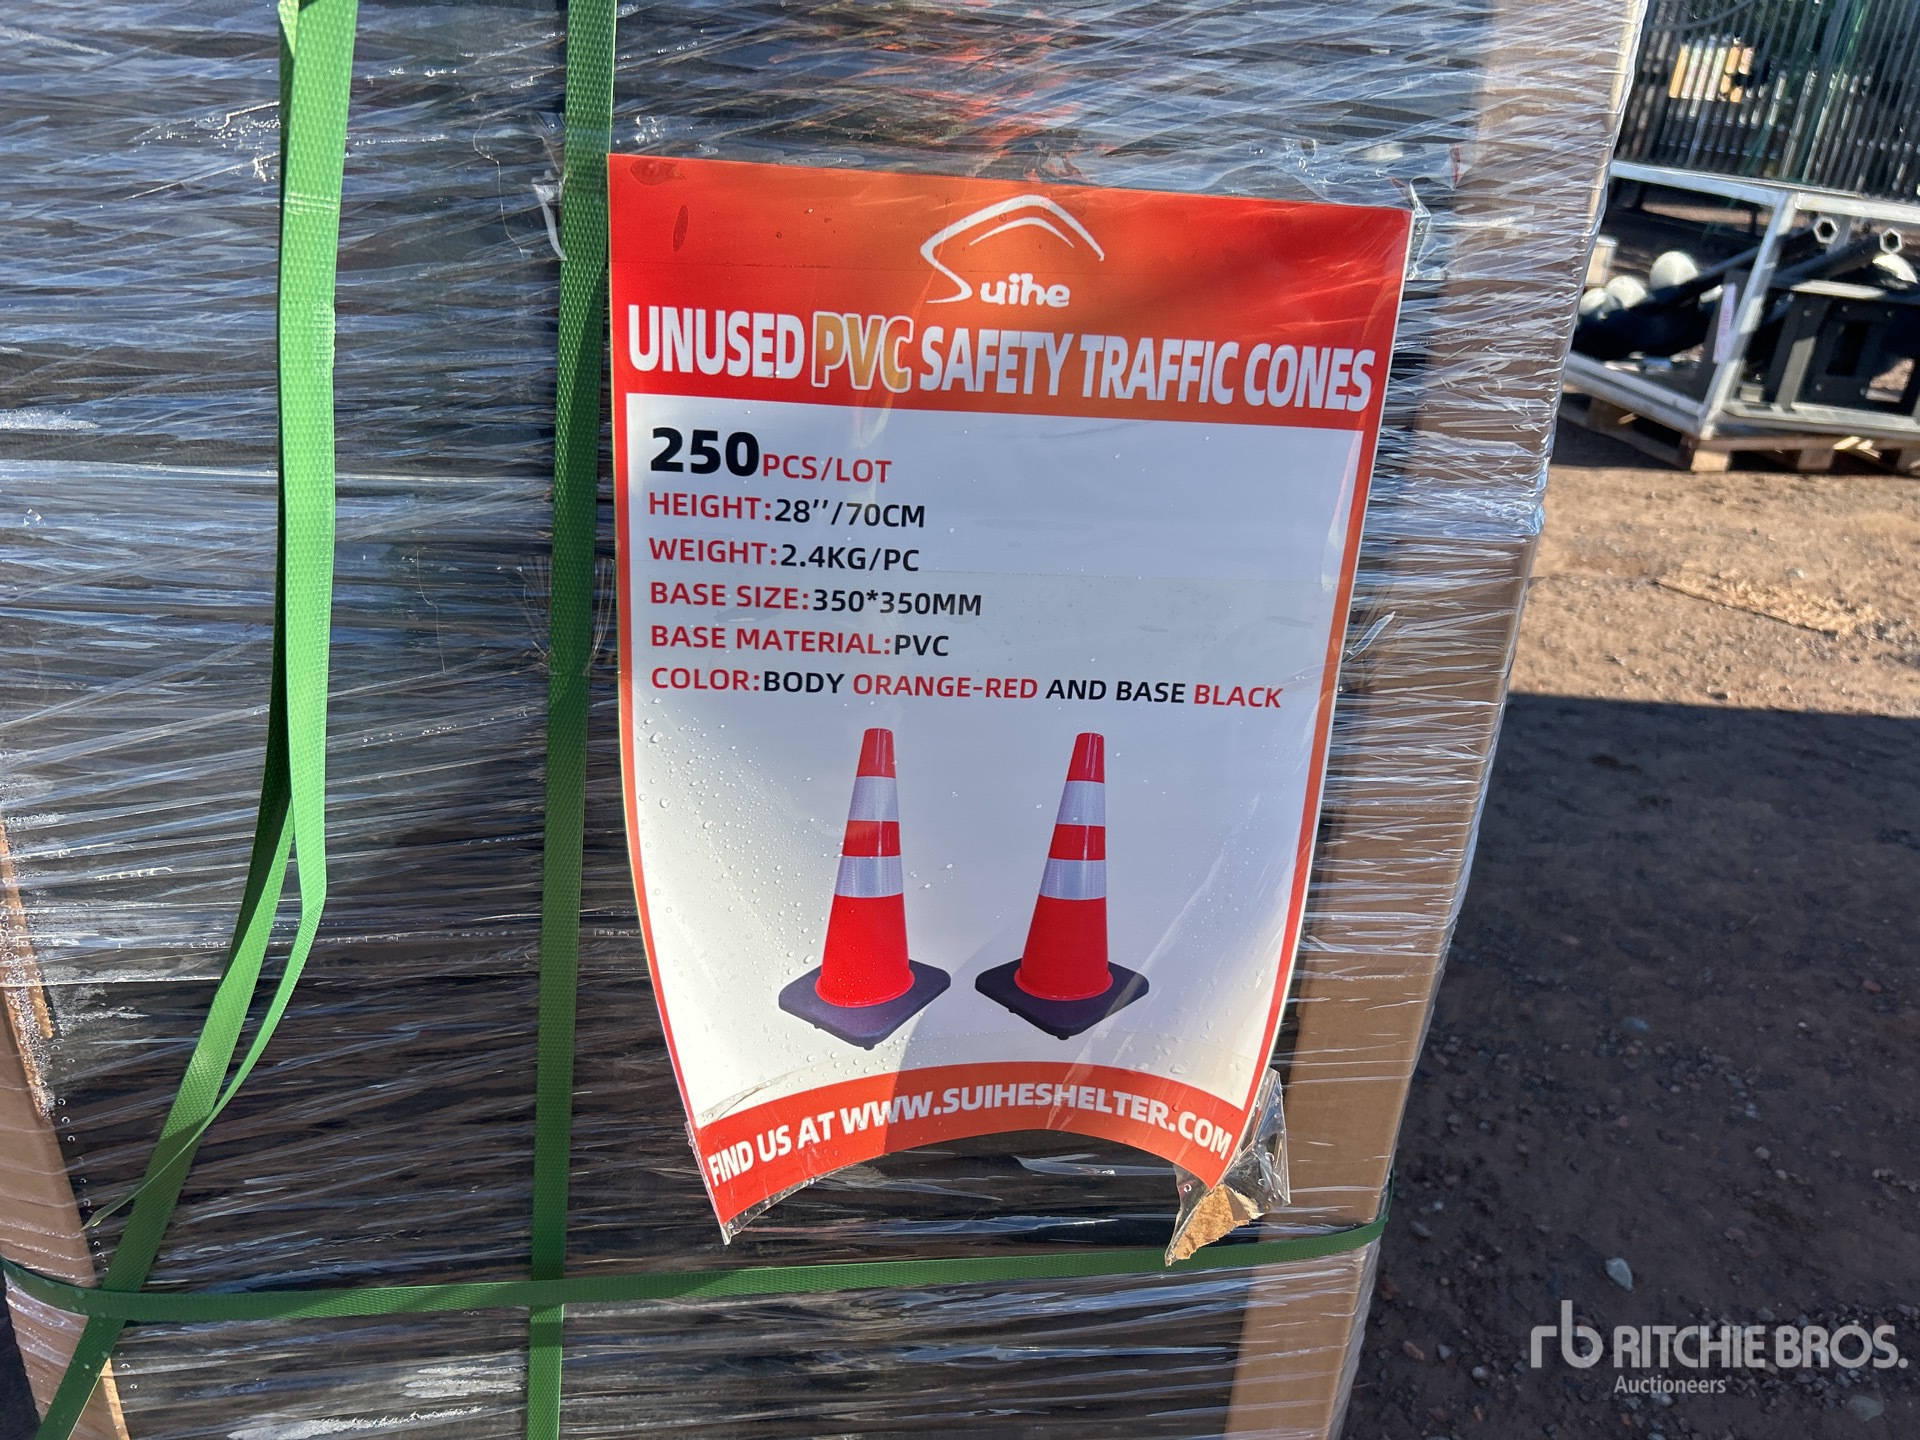 Suihe
UNUSED PVC SAFETY TRAFFIC CONES
250PCS/LOT
HEIGHT:28''/70CM
WEIGHT:2.4KG/PC
BASE SIZE:350*350MM
BASE MATERIAL:PVC
COLOR:BODY ORANGE-RED AND BASE BLACK
FIND US AT WWW.SUIHESHELTER.COM
rb RITCHIE BROS.
Auctioneers